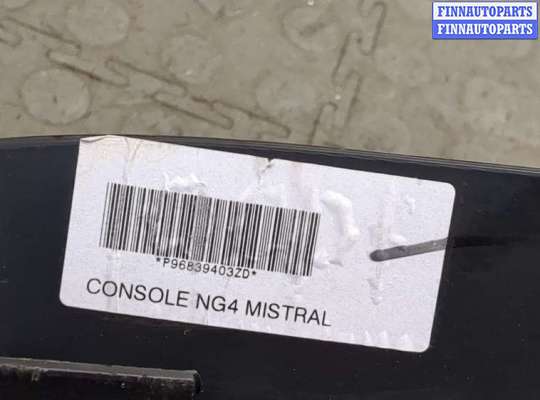 FINNAUTOPARTS
FINNAUTOPARTS
*P96839403ZD*
CONSOLE NG4 MISTRAL